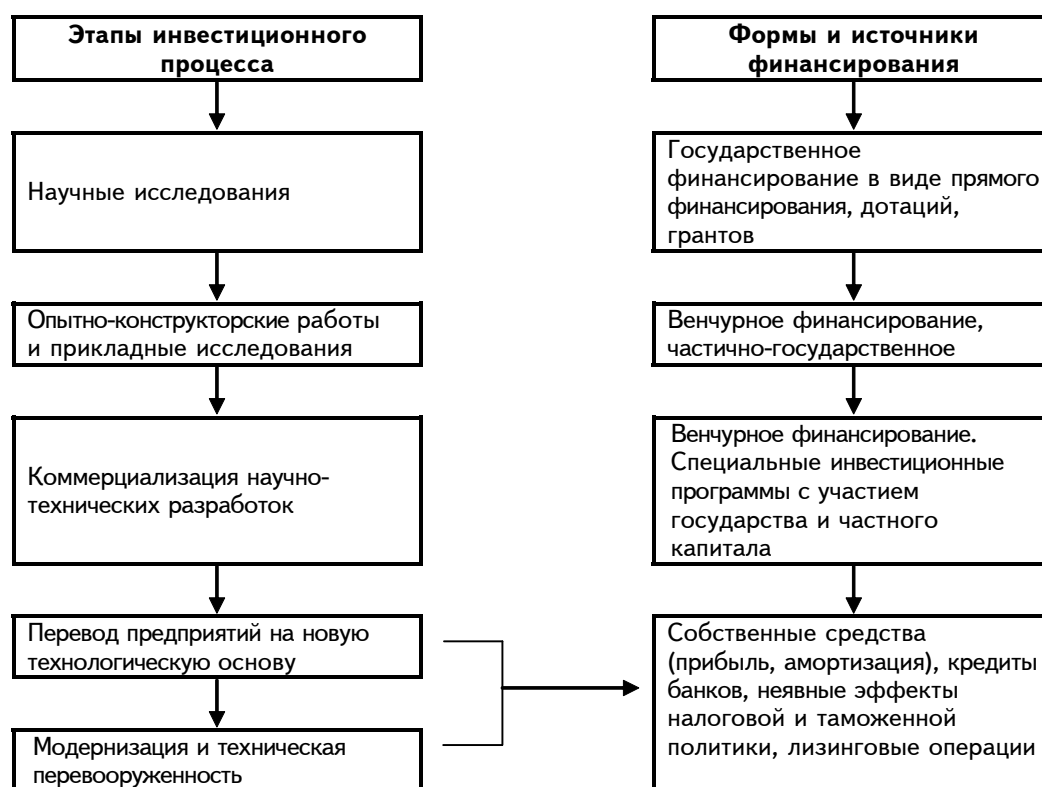 Этапы инвестиционного
процесса
Научные исследования
Опытно-конструкторские работы
и прикладные исследования
Коммерциализация научно-
технических разработок
Перевод предприятий на новую
технологическую основу
Модернизация и техническая
перевооруженность
Формы и источники
финансирования
Государственное
финансирование в виде прямого
финансирования, дотаций,
грантов
Венчурное финансирование,
частично-государственное
Венчурное финансирование.
Специальные инвестиционные
программы с участием
государства и частного
капитала
Собственные средства
(прибыль, амортизация), кредиты
банков, неявные эффекты
налоговой и таможенной
политики, лизинговые операции